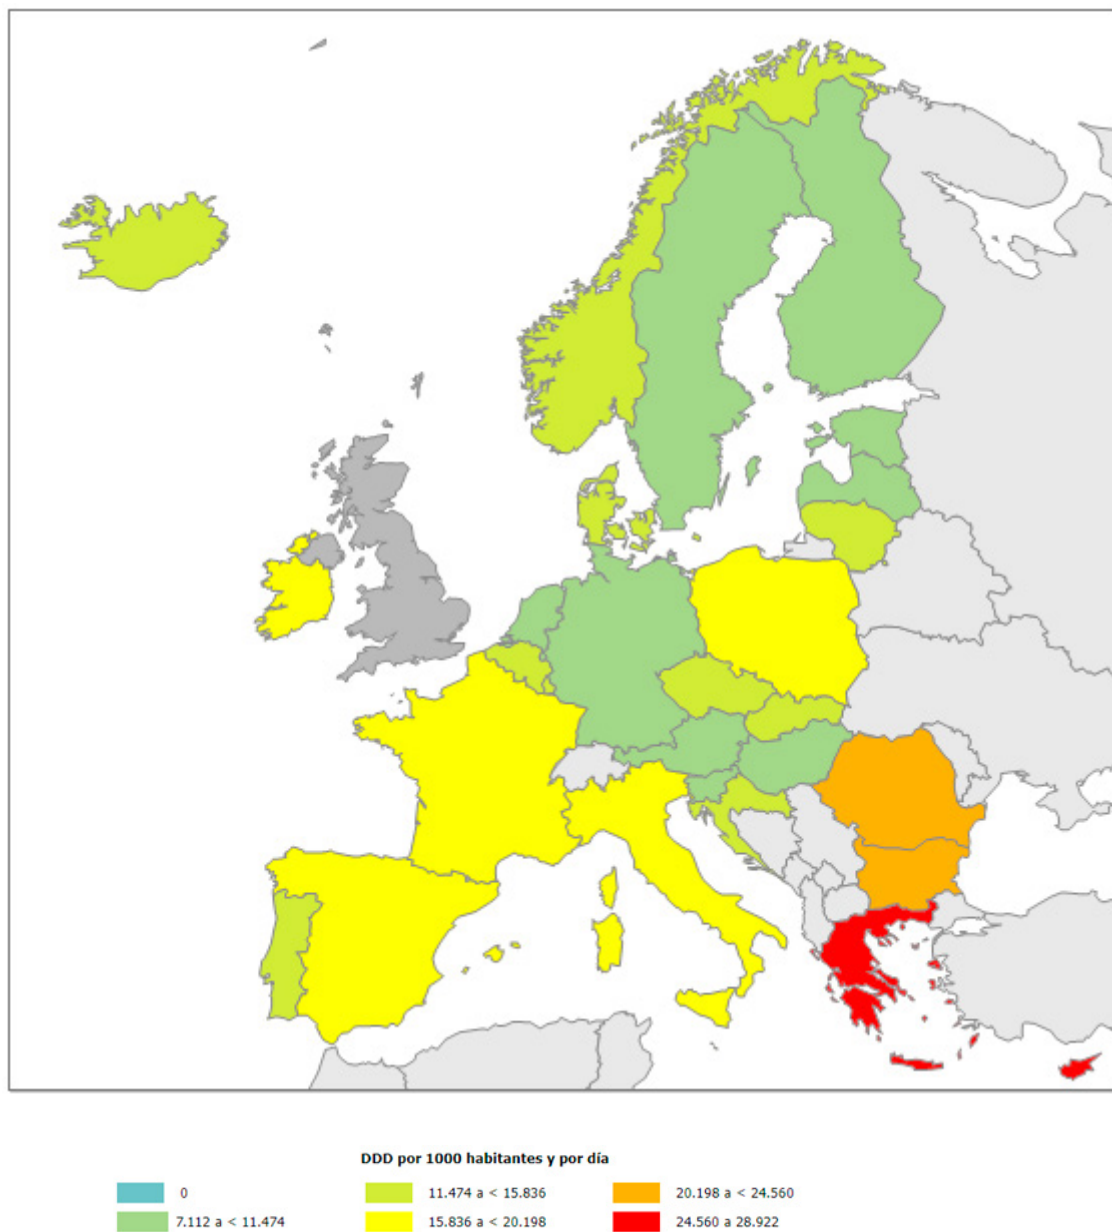 DDD por 1000 habitantes y por día
0 11.474 a < 15.836 20.198 a < 24.560
7.112 a < 11.474 15.836 a < 20.198 24.560 a 28.922